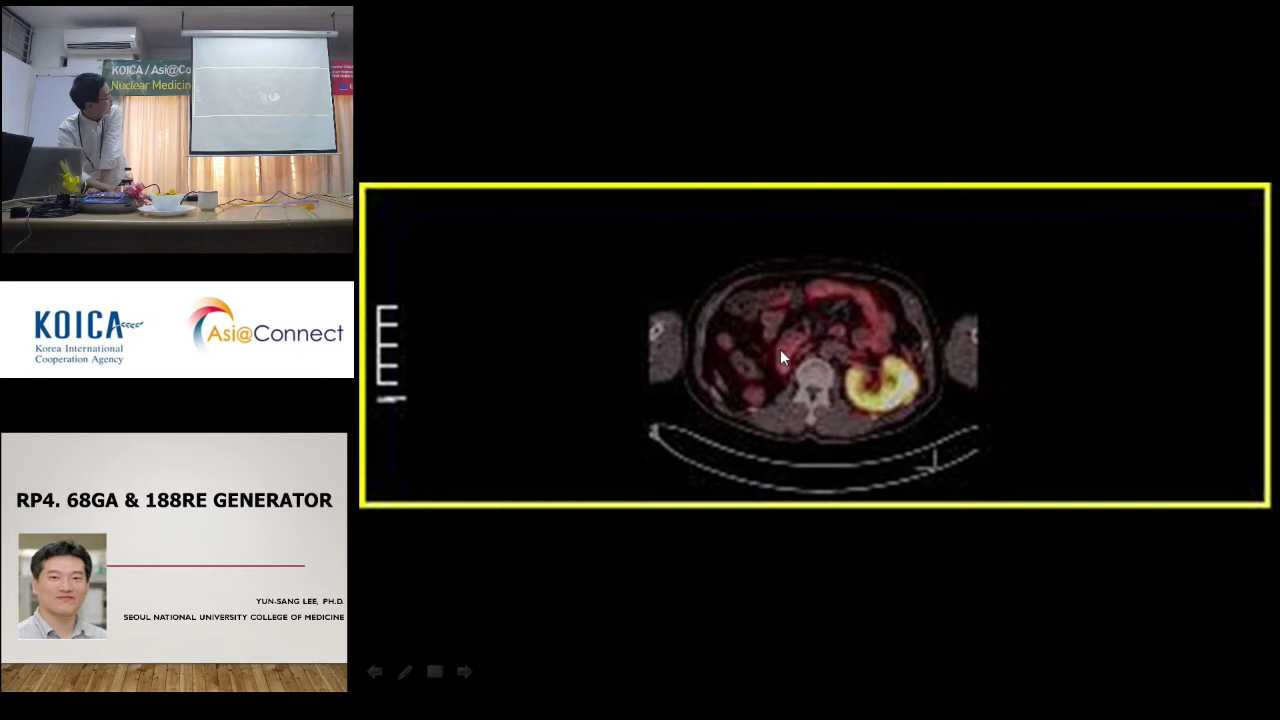 KOICA / Asi@Co
Nuclear Medicin
KOICA
Korea International
Cooperation Agency
Asi@Connect
RP4. 68GA & 188RE GENERATOR
YUN-SANG LEE, PH.D.
SEOUL NATIONAL UNIVERSITY COLLEGE OF MEDICINE